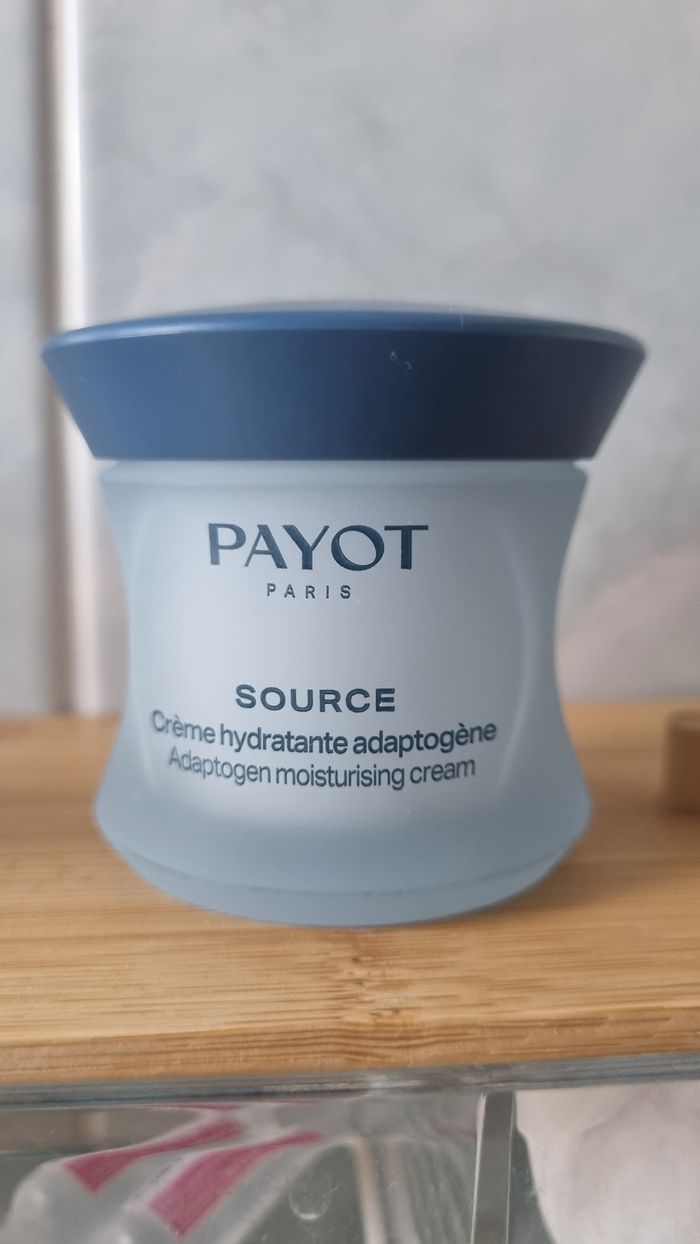 PAYOT
PARIS
SOURCE
Crème hydratante adaptogène
Adaptogen moisturising cream